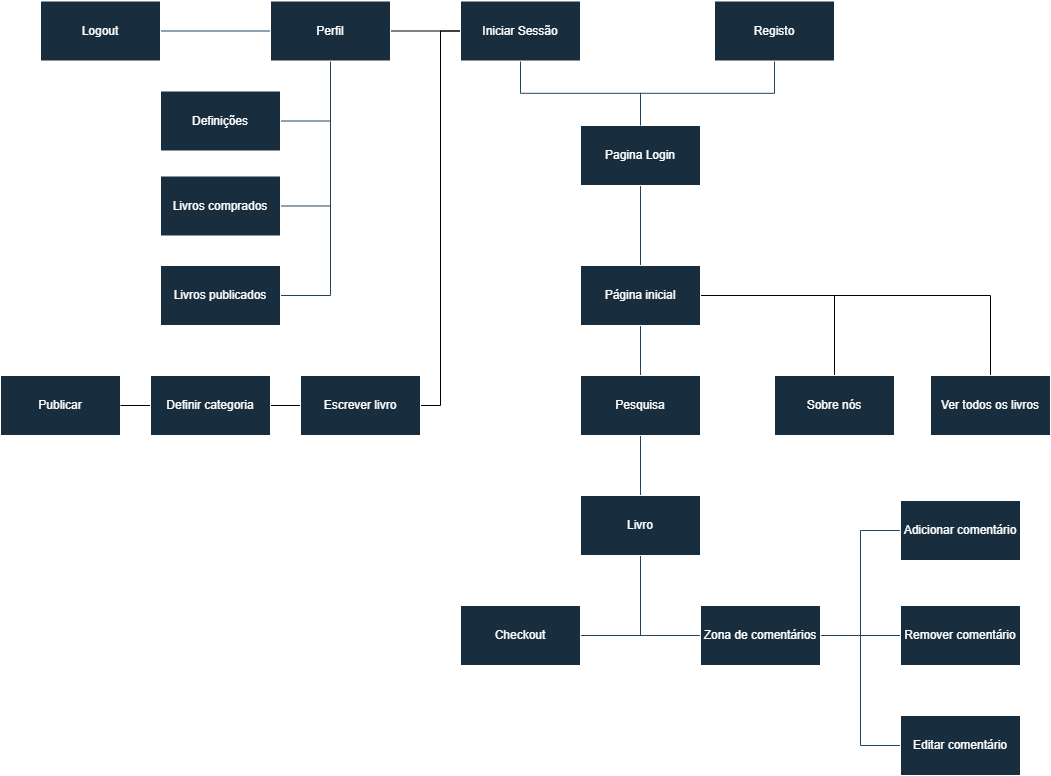 Logout
Perfil
Iniciar Sessão
Registo
Definições
Pagina Login
Livros comprados
Livros publicados
Página inicial
Publicar
Definir categoria
Escrever livro
Pesquisa
Sobre nós
Ver todos os livros
Livro
Adicionar comentário
Checkout
Zona de comentários
Remover comentário
Editar comentário